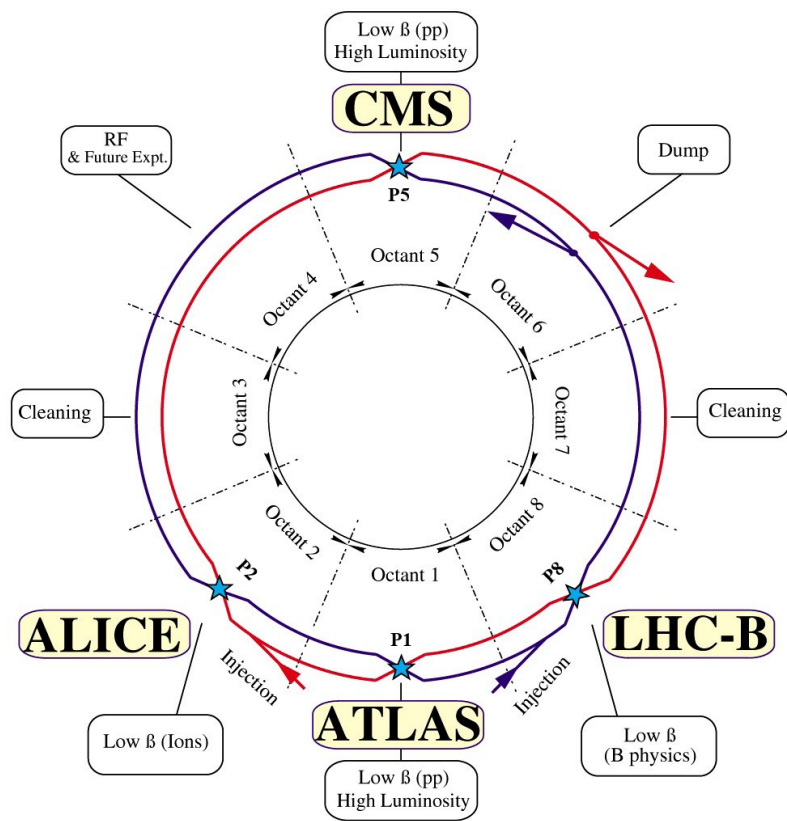 Low ß (pp)
High Luminosity
CMS
RF
& Future Expt.
Dump
P5
Octant 5
Octant 4
Octant 6
Cleaning
Octant 3
Octant 7
Cleaning
Octant 2
Octant 8
Octant 1
P2
P8
ALICE
P1
LHC-B
Injection
Injection
ATLAS
Low ß (Ions)
Low ß
(B physics)
Low ß (pp)
High Luminosity